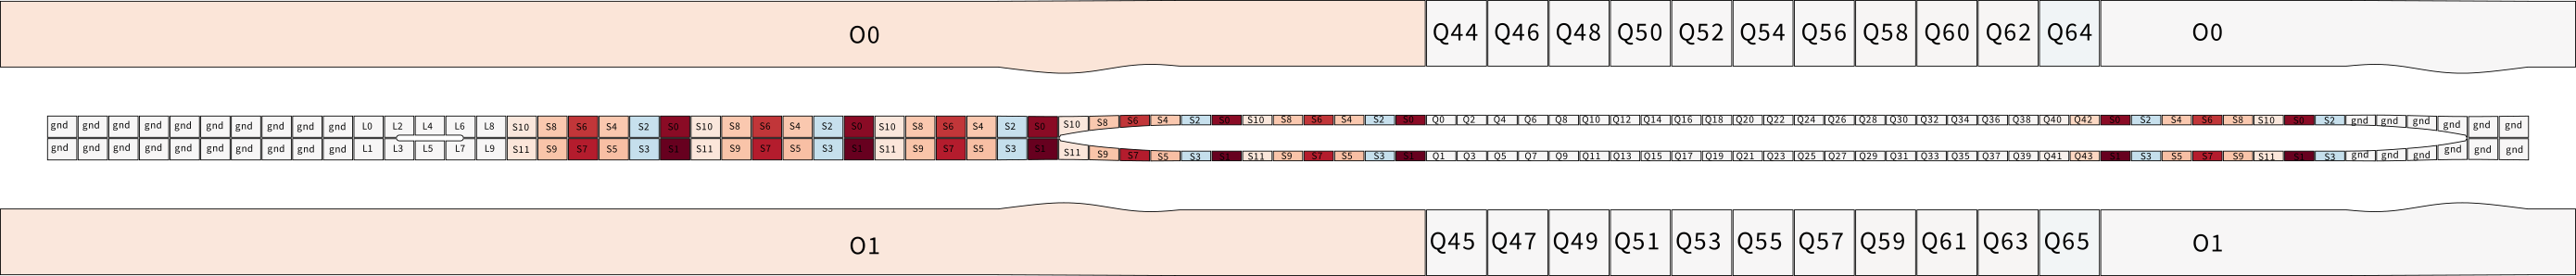 O0 Q44 Q46 Q48 Q50 Q52 Q54 Q56 Q58 Q60 Q62 Q64 O0
gnd gnd gnd gnd gnd gnd gnd gnd gnd gnd L0 L2 L4 L6 L8 S10 S8 S6 S4 S2 S0 S10 S8 S6 S4 S2 S0 S10 S8 S6 S4 S2 S0 S10 S8 S6 S4 S2 S0 S10 S8 S6 S4 S2 S0 Q0 Q2 Q4 Q6 Q8 Q10 Q12 Q14 Q16 Q18 Q20 Q22 Q24 Q26 Q28 Q30 Q32 Q34 Q36 Q38 Q40 Q42 S0 S2 S4 S6 S8 S10 S0 S2 gnd gnd gnd gnd gnd gnd
gnd gnd gnd gnd gnd gnd gnd gnd gnd gnd L1 L3 L5 L7 L9 S11 S9 S7 S5 S3 S1 S11 S9 S7 S5 S3 S1 S11 S9 S7 S5 S3 S1 S11 S9 S7 S5 S3 S1 S11 S9 S7 S5 S3 S1 Q1 Q3 Q5 Q7 Q9 Q11 Q13 Q15 Q17 Q19 Q21 Q23 Q25 Q27 Q29 Q31 Q33 Q35 Q37 Q39 Q41 Q43 S1 S3 S5 S7 S9 S11 S1 S3 gnd gnd gnd gnd gnd gnd
O1 Q45 Q47 Q49 Q51 Q53 Q55 Q57 Q59 Q61 Q63 Q65 O1